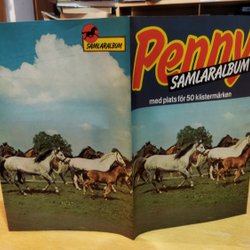 SAMLARALBUM
Penny
SAMLARALBUM
med plats för 50 klistermärken